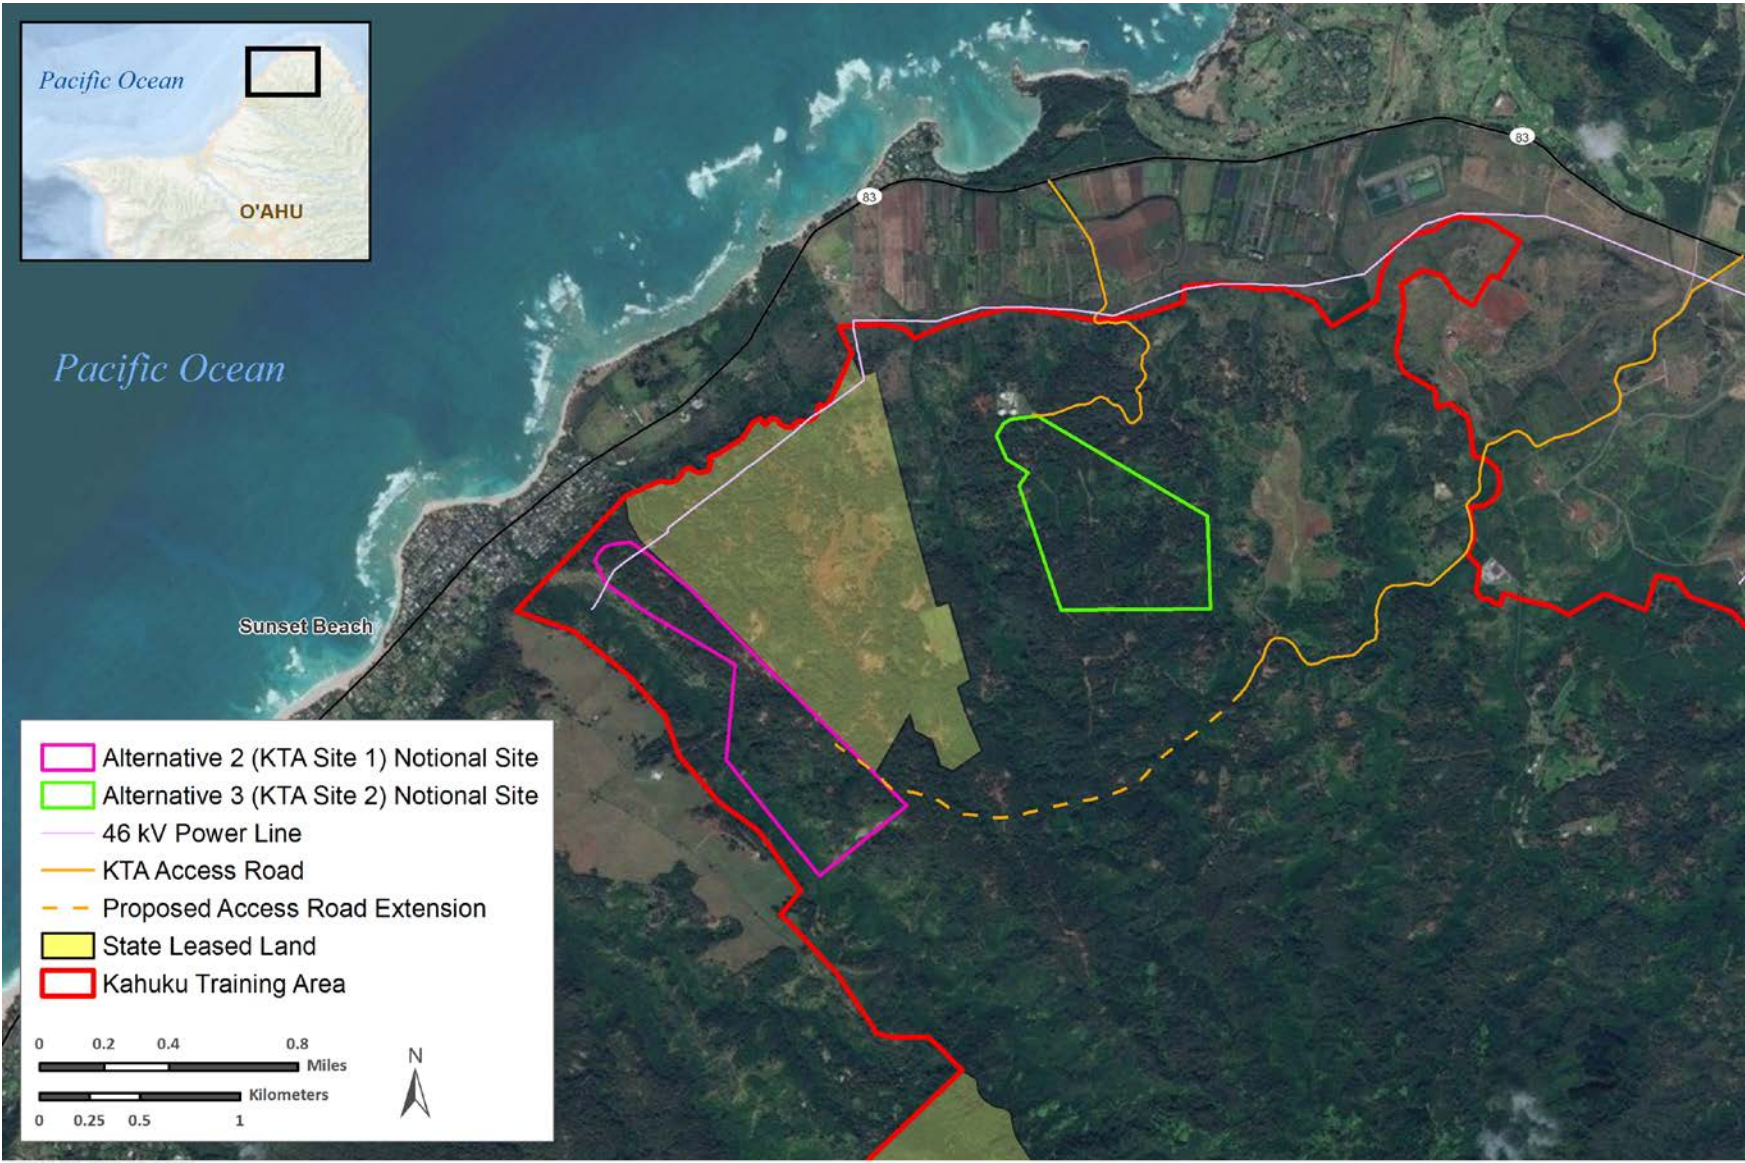 Pacific Ocean
O'AHU
83
83
Pacific Ocean
Sunset Beach
Alternative 2 (KTA Site 1) Notional Site
Alternative 3 (KTA Site 2) Notional Site
46 kV Power Line
KTA Access Road
Proposed Access Road Extension
State Leased Land
Kahuku Training Area
0 0.2 0.4 0.8
Miles
Kilometers
0 0.25 0.5 1
N